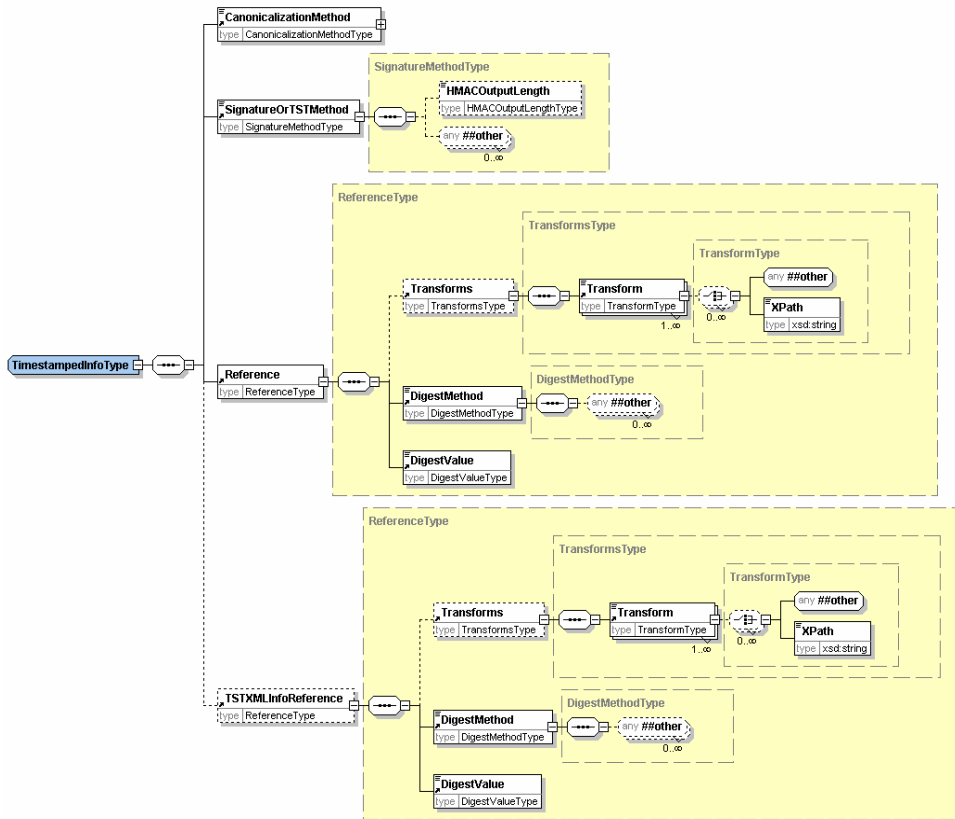 CanonicalizationMethod
type CanonicalizationMethodType
SignatureMethodType
HMACOutputLength
type HMACOutputLengthType
SignatureOrTSTMethod
type SignatureMethodType
any ##other
0..∞
ReferenceType
TransformsType
TransformType
any ##other
Transforms
type TransformsType
Transform
type TransformType
1..∞
0..∞
XPath
type xsd:string
TimestampedInfoType
Reference
type ReferenceType
DigestMethodType
DigestMethod
type DigestMethodType
any ##other
0..∞
DigestValue
type DigestValueType
ReferenceType
TransformsType
TransformType
any ##other
Transforms
type TransformsType
Transform
type TransformType
1..∞
0..∞
XPath
type xsd:string
TSTXMLInfoReference
type ReferenceType
DigestMethodType
DigestMethod
type DigestMethodType
any ##other
0..∞
DigestValue
type DigestValueType